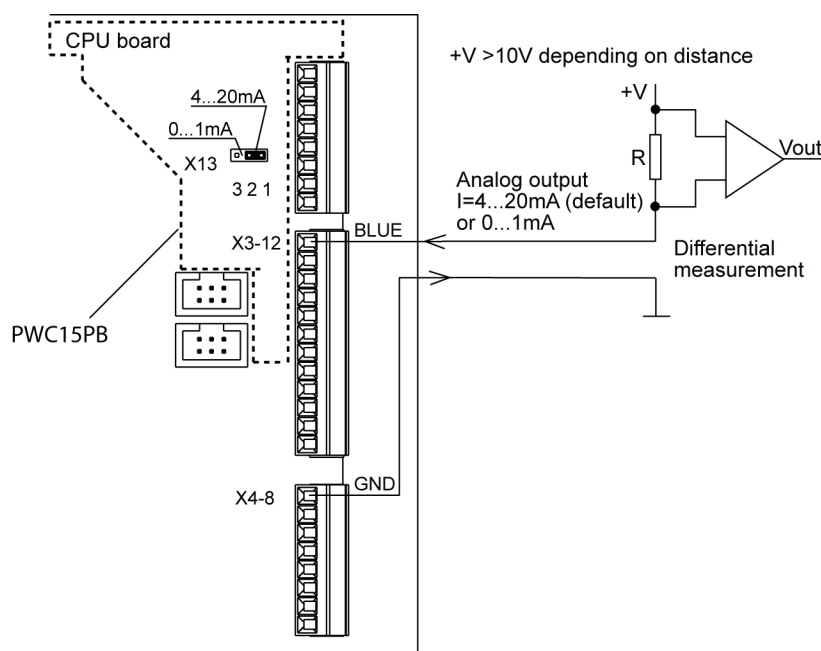 CPU board
+V >10V depending on distance
4...20mA
+V
0...1mA
Vout
X13
R
3 2 1
Analog output
I=4...20mA (default)
or 0...1mA
BLUE
X3-12
Differential
measurement
PWC15PB
GND
X4-8